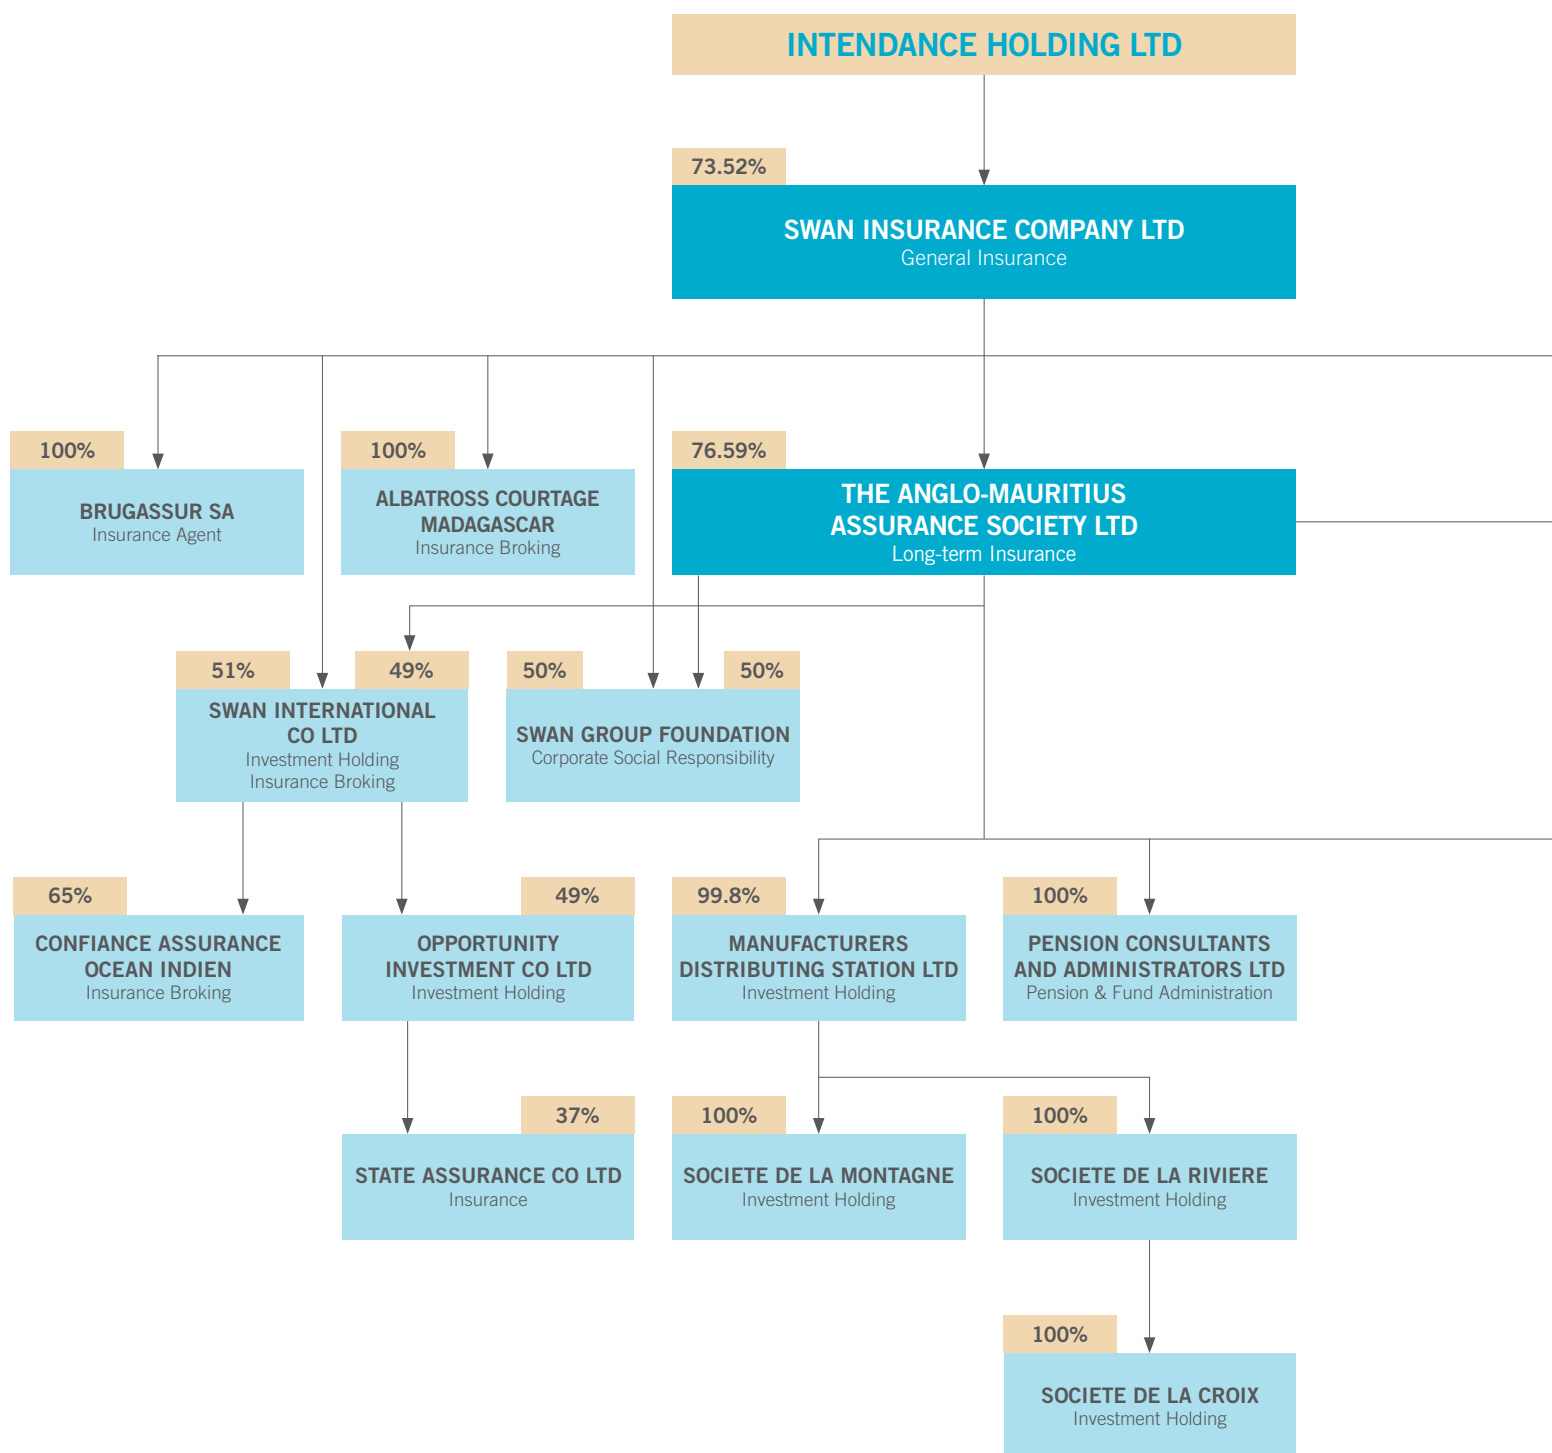 INTENDANCE HOLDING LTD
73.52%
SWAN INSURANCE COMPANY LTD
General Insurance
100%
BRUGASSUR SA
Insurance Agent
100%
ALBATROSS COURTAGE
MADAGASCAR
Insurance Broking
76.59%
THE ANGLO-MAURITIUS
ASSURANCE SOCIETY LTD
Long-term Insurance
51%
49%
SWAN INTERNATIONAL
CO LTD
Investment Holding
Insurance Broking
50%
50%
SWAN GROUP FOUNDATION
Corporate Social Responsibility
65%
CONFIANCE ASSURANCE
OCEAN INDIEN
Insurance Broking
49%
OPPORTUNITY
INVESTMENT CO LTD
Investment Holding
99.8%
MANUFACTURERS
DISTRIBUTING STATION LTD
Investment Holding
100%
PENSION CONSULTANTS
AND ADMINISTRATORS LTD
Pension & Fund Administration
37%
STATE ASSURANCE CO LTD
Insurance
100%
SOCIETE DE LA MONTAGNE
Investment Holding
100%
SOCIETE DE LA RIVIERE
Investment Holding
100%
SOCIETE DE LA CROIX
Investment Holding